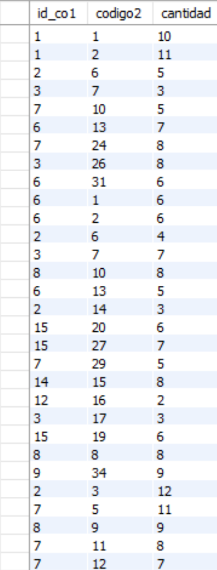 id_co1 codigo2 cantidad
1 1 10
1 2 11
2 6 5
3 7 3
7 10 5
6 13 7
7 24 8
3 26 8
6 31 6
6 1 6
6 2 6
2 6 4
3 7 7
8 10 8
6 13 5
2 14 3
15 20 6
15 27 7
7 29 5
14 15 8
12 16 2
3 17 3
15 19 6
8 8 8
9 34 9
2 3 12
7 5 11
8 9 9
7 11 8
7 12 7